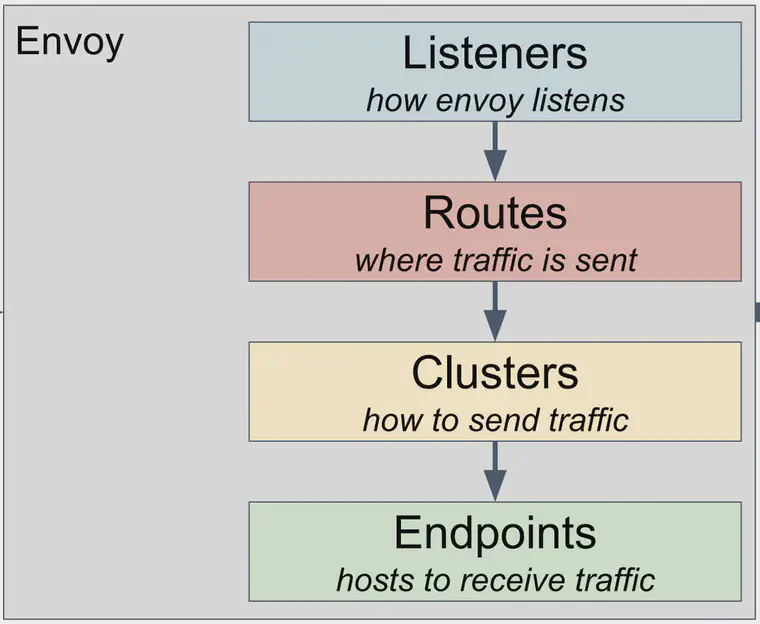 Envoy
Listeners
how envoy listens
Routes
where traffic is sent
Clusters
how to send traffic
Endpoints
hosts to receive traffic